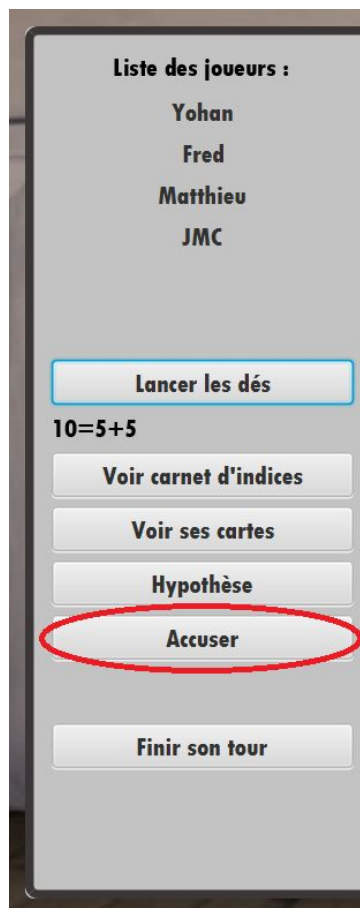 Liste des joueurs :
Yohan
Fred
Matthieu
JMC
Lancer les dés
10=5+5
Voir carnet d'indices
Voir ses cartes
Hypothèse
Accuser
Finir son tour